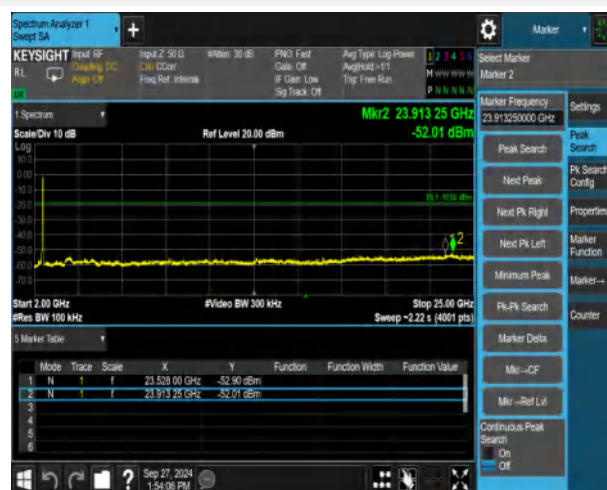 Spectrum Analyzer 1
Swept SA
Marker
KEYSIGHT
RL
Input: RF
Coupling: DC
Align: Off
Input Z: 50 Ω
Corr CCorr
Freq Ref: Internal
#Atten: 30 dB
PNO: Fast
Gate: Off
IF Gain: Low
Sig Track: Off
Avg Type: Log-Power
Avg|Hold:>1/1
Trig: Free Run
1 2 3 4 5 6
M W W W W W
P N N N N N
Select Marker
Marker 2
1 Spectrum
Mkr2 23.913 25 GHz
Scale/Div 10 dB
Ref Level 20.00 dBm
-52.01 dBm
Log
10.0
0.00
-10.0
-20.0
-30.0
-40.0
-50.0
-60.0
-70.0
2
Start 2.00 GHz
#Video BW 300 kHz
Stop 25.00 GHz
#Res BW 100 kHz
Sweep ~2.22 s (4001 pts)
5 Marker Table
Mode Trace Scale X Y Function Function Width Function Value
1 N 1 f 23.528 00 GHz -52.90 dBm
2 N 1 f 23.913 25 GHz -52.01 dBm
3
4
5
6
Marker Frequency
23.913250000 GHz
Peak Search
Next Peak
Next Pk Right
Next Pk Left
Minimum Peak
Pk-Pk Search
Marker Delta
Mkr→CF
Mkr→Ref Lvl
Continuous Peak
Search
On
Off
Settings
Peak
Search
Pk Search
Config
Properties
Marker
Function
Marker→
Counter
?
Sep 27, 2024
1:54:06 PM